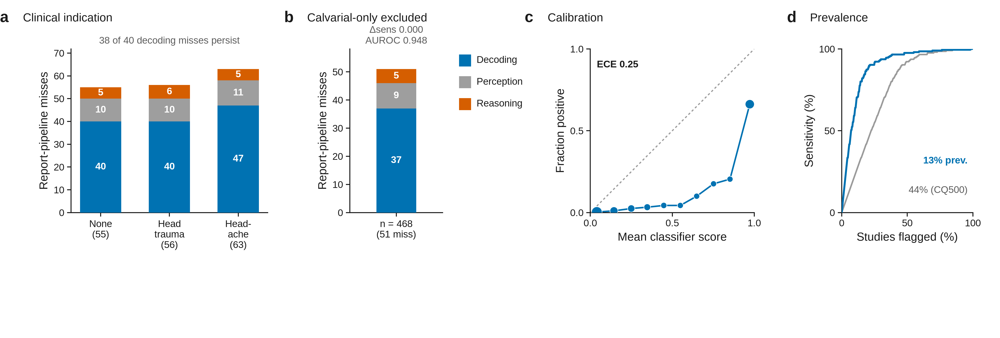 a Clinical indication
38 of 40 decoding misses persist
Report-pipeline misses
70
60
50
40
30
20
10
0
5
10
40
6
10
40
5
11
47
None
(55)
Head
trauma
(56)
Head-
ache
(63)
b Calvarial-only excluded
Δsens 0.000
AUROC 0.948
Report-pipeline misses
50
40
30
20
10
0
5
9
37
n = 468
(51 miss)
Decoding
Perception
Reasoning
c Calibration
ECE 0.25
Fraction positive
1.0
0.5
0.0
0.0 0.5 1.0
Mean classifier score
d Prevalence
Sensitivity (%)
100
50
0
13% prev.
44% (CQ500)
0 50 100
Studies flagged (%)